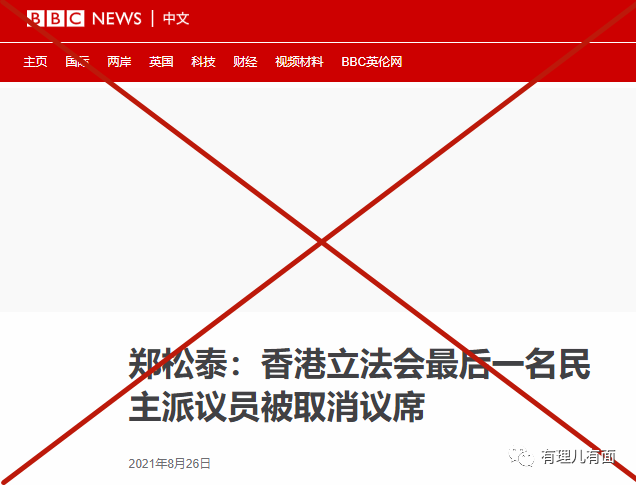 BBC NEWS | 中文
主页 国际 两岸 英国 科技 财经 视频材料 BBC英伦网
郑松泰：香港立法会最后一名民
主派议员被取消议席
2021年8月26日
有理儿有面